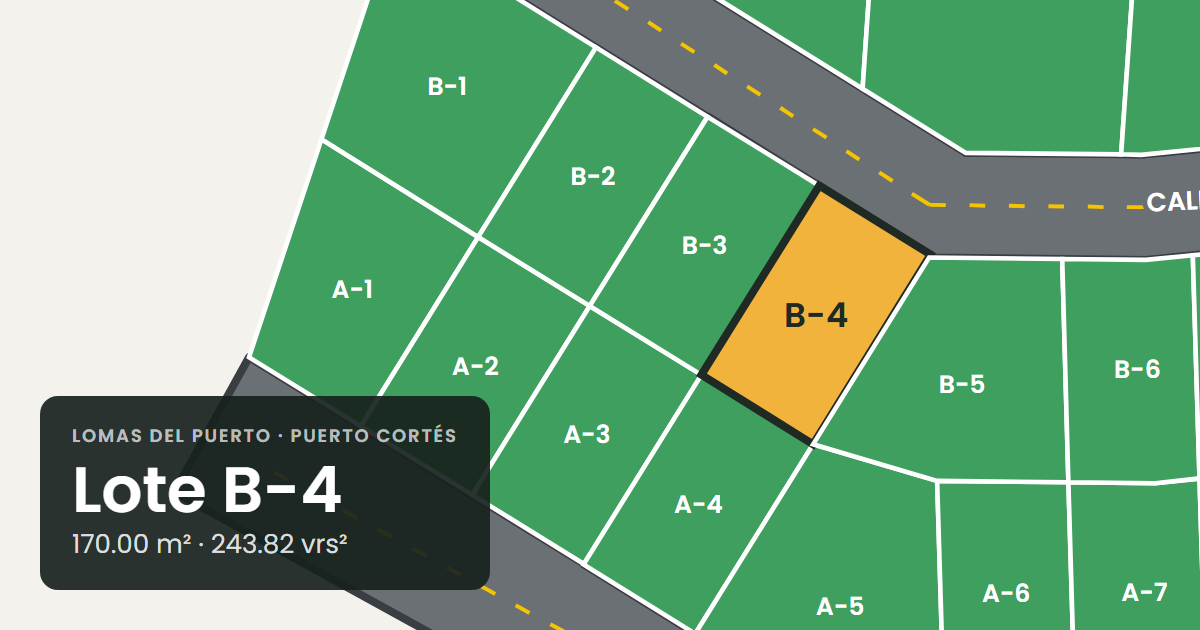 B-1
B-2
B-3
B-4
B-5
B-6
A-1
A-2
A-3
A-4
A-5
A-6
A-7
LOMAS DEL PUERTO · PUERTO CORTÉS
Lote B-4
170.00 m² · 243.82 vrs²